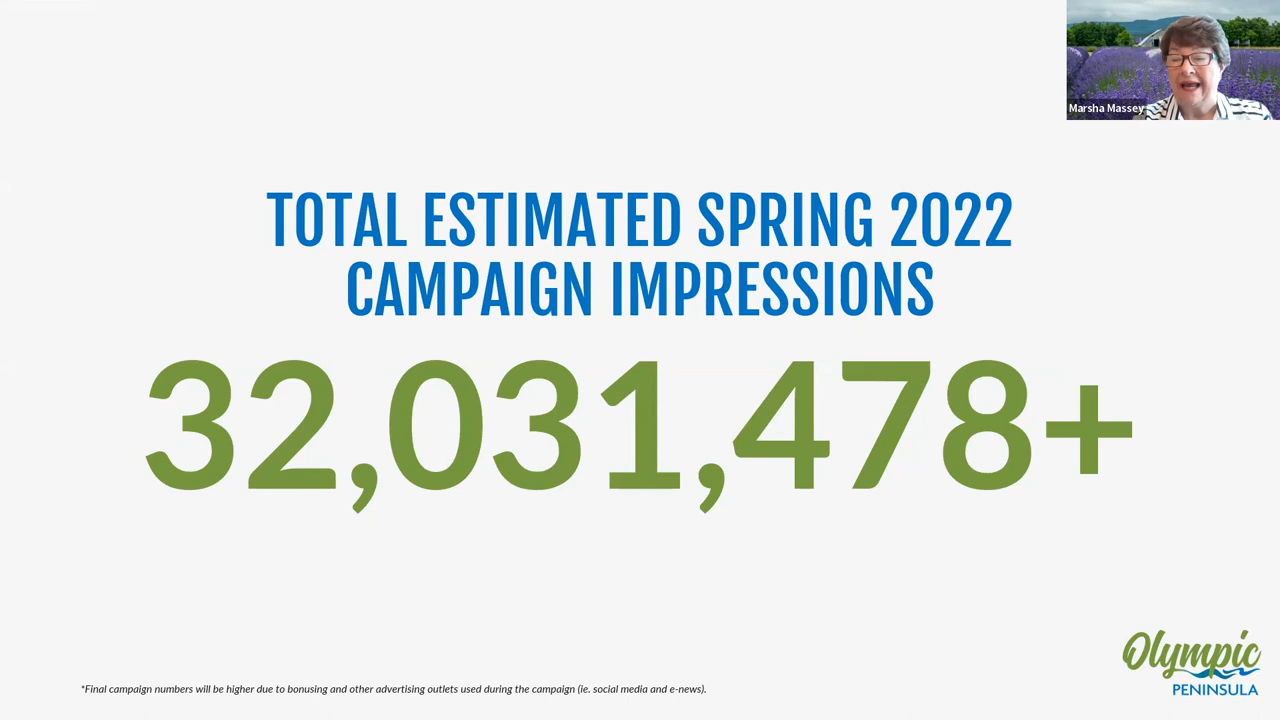 Marsha Massey
TOTAL ESTIMATED SPRING 2022
CAMPAIGN IMPRESSIONS
32,031,478+
*Final campaign numbers will be higher due to bonusing and other advertising outlets used during the campaign (ie. social media and e-news).
Olympic
PENINSULA